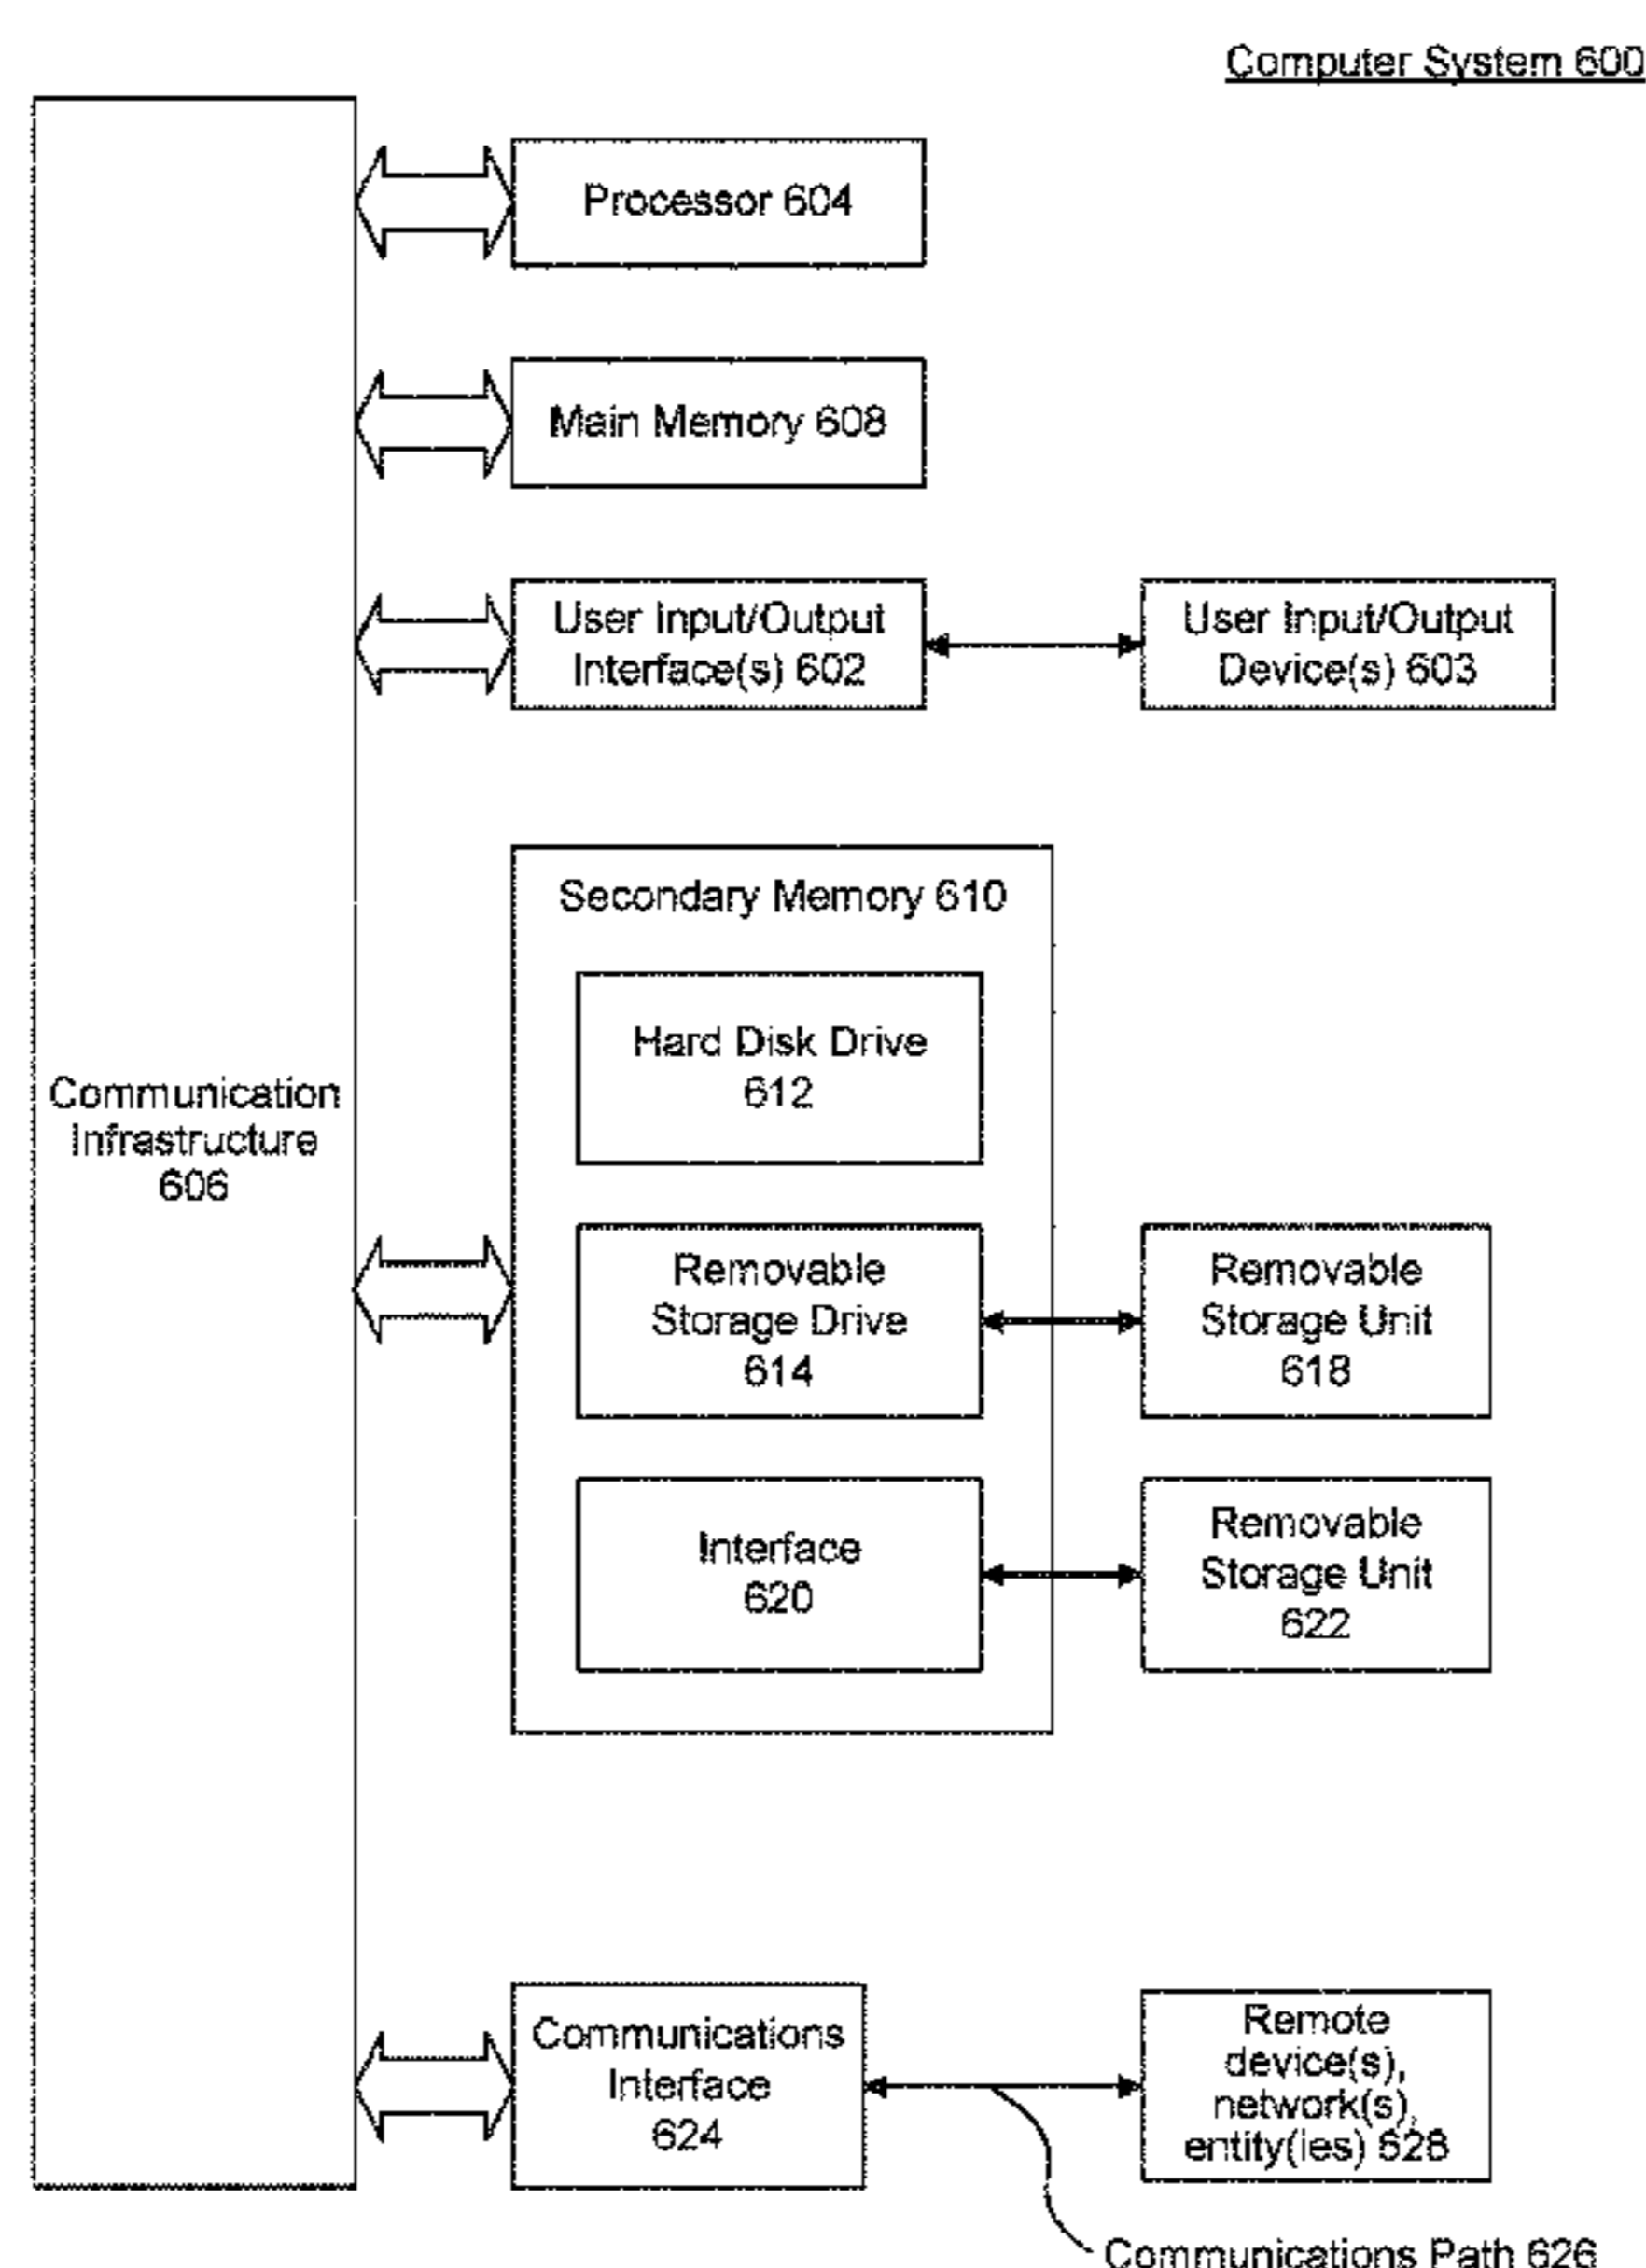 Computer System 600
Processor 604
Main Memory 608
User Input/Output
Interface(s) 602
User Input/Output
Device(s) 603
Secondary Memory 610
Hard Disk Drive
612
Communication
Infrastructure
606
Removable
Storage Drive
614
Removable
Storage Unit
618
Interface
620
Removable
Storage Unit
622
Communications
Interface
624
Remote
device(s),
network(s),
entity(ies) 628
Communications Path 626